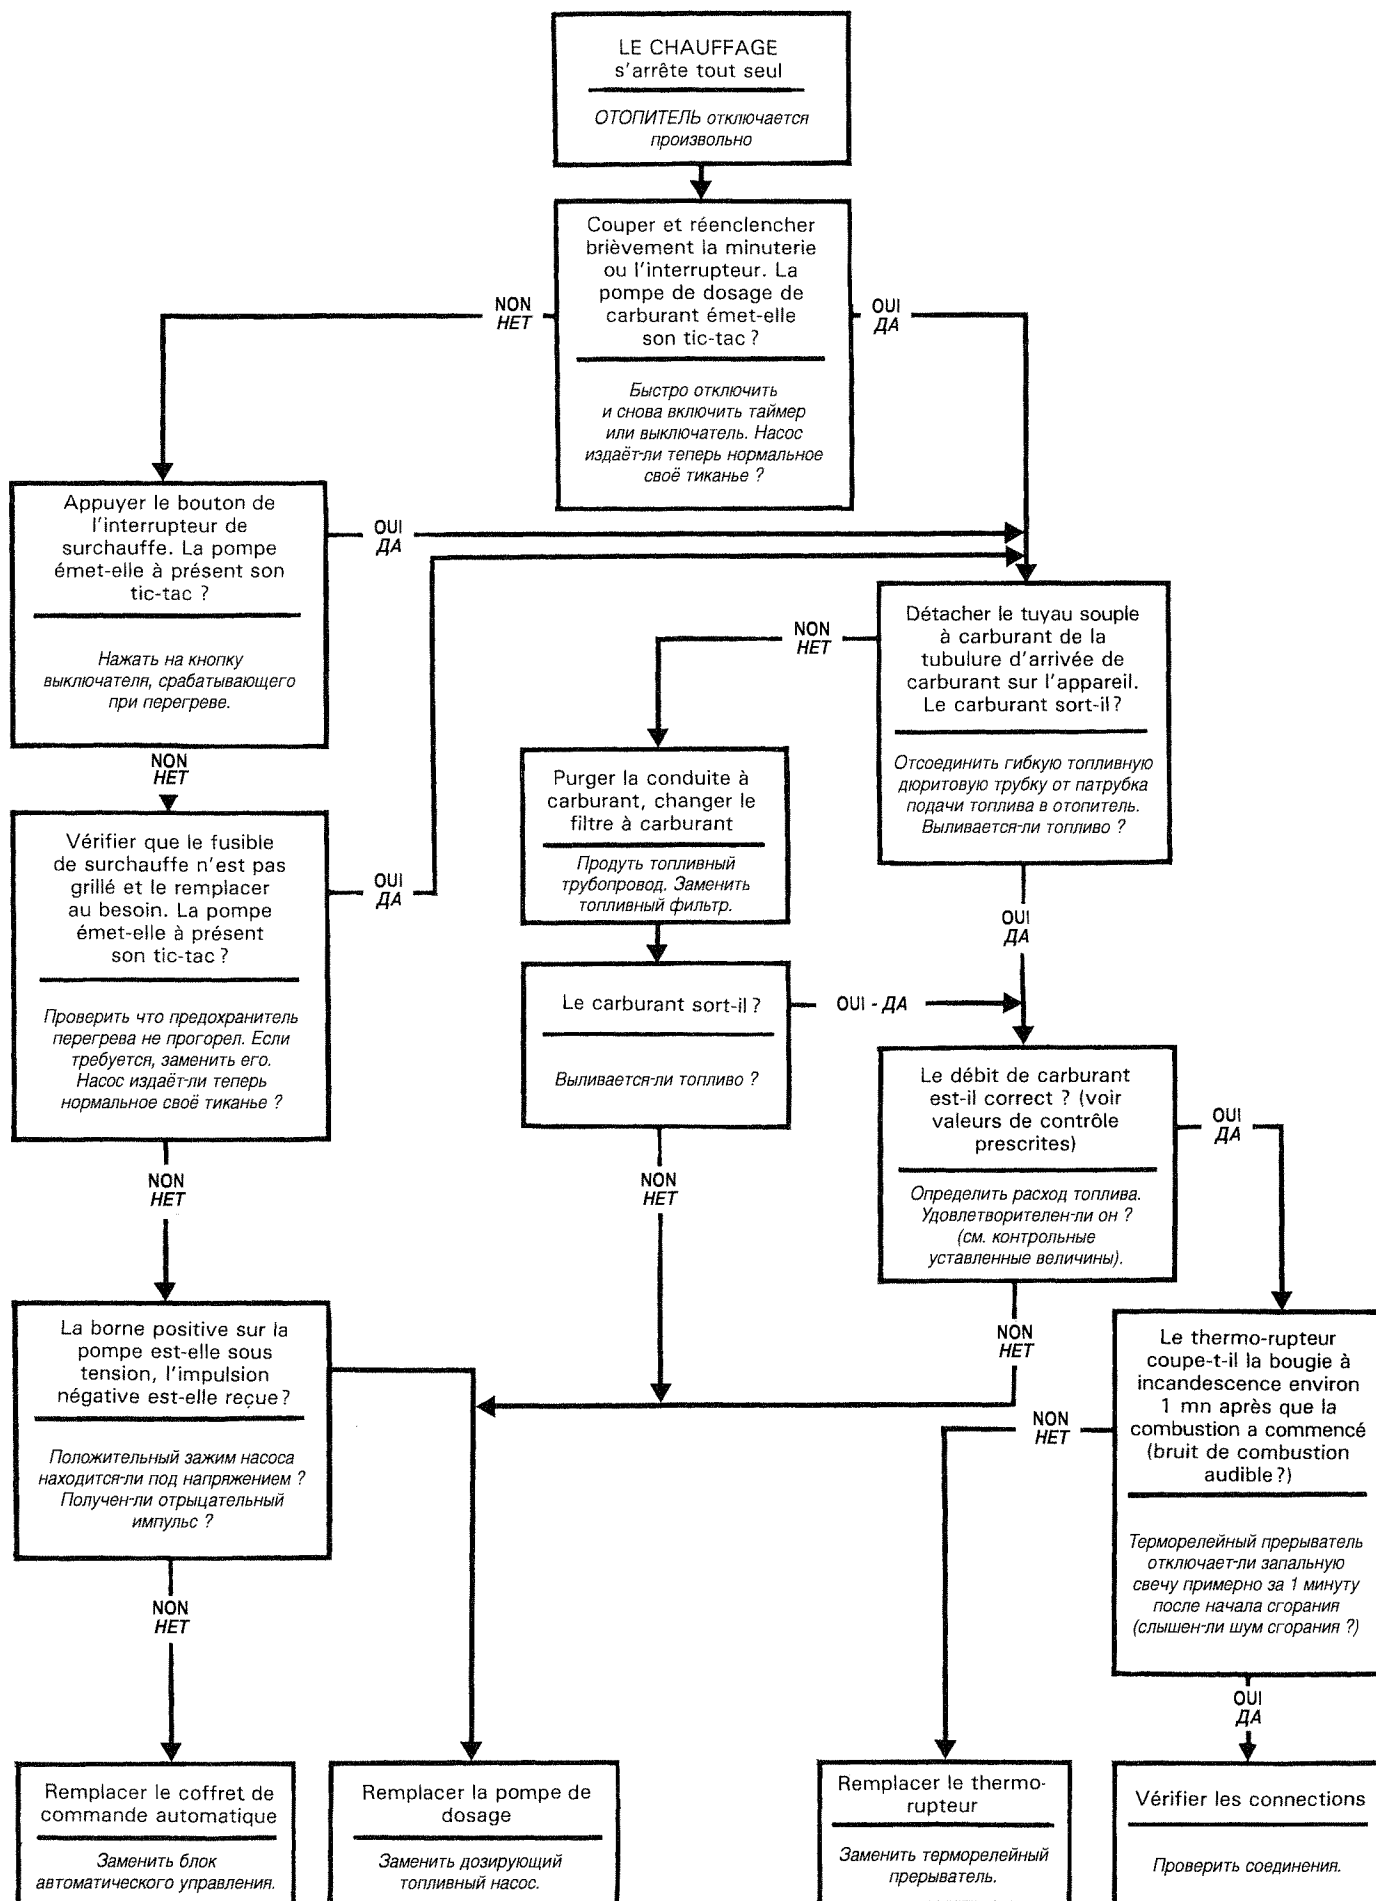 LE CHAUFFAGE
s'arrête tout seul
ОТОПИТЕЛЬ отключается
произвольно
Couper et réenclencher
brièvement la minuterie
ou l'interrupteur. La
pompe de dosage de
carburant émet-elle
son tic-tac ?
Быстро отключить
и снова включить таймер
или выключатель. Насос
издаёт-ли теперь нормальное
своё тиканье ?
NON
НЕТ
OUI
ДА
Appuyer le bouton de
l'interrupteur de
surchauffe. La pompe
émet-elle à présent son
tic-tac ?
Нажать на кнопку
выключателя, срабатывающего
при перегреве.
OUI
ДА
NON
НЕТ
Détacher le tuyau souple
à carburant de la
tubulure d'arrivée de
carburant sur l'appareil.
Le carburant sort-il ?
Отсоединить гибкую топливную
дюритовую трубку от патрубка
подачи топлива в отопитель.
Выливается-ли топливо ?
NON
НЕТ
OUI
ДА
Purger la conduite à
carburant, changer le
filtre à carburant
Продуть топливный
трубопровод. Заменить
топливный фильтр.
Vérifier que le fusible
de surchauffe n'est pas
grillé et le remplacer
au besoin. La pompe
émet-elle à présent
son tic-tac ?
Проверить что предохранитель
перегрева не прогорел. Если
требуется, заменить его.
Насос издаёт-ли теперь
нормальное своё тиканье ?
OUI
ДА
NON
НЕТ
Le carburant sort-il ?
Выливается-ли топливо ?
OUI - ДА
NON
НЕТ
Le débit de carburant
est-il correct ? (voir
valeurs de contrôle
prescrites)
Определить расход топлива.
Удовлетворителен-ли он ?
(см. контрольные
уставленные величины).
OUI
ДА
NON
НЕТ
La borne positive sur la
pompe est-elle sous
tension, l'impulsion
négative est-elle reçue ?
Положительный зажим насоса
находится-ли под напряжением ?
Получен-ли отрыцательный
импульс ?
NON
НЕТ
Le thermo-rupteur
coupe-t-il la bougie à
incandescence environ
1 mn après que la
combustion a commencé
(bruit de combustion
audible ?)
Терморелейный прерыватель
отключает-ли запальную
свечу примерно за 1 минуту
после начала сгорания
(слышен-ли шум сгорания ?)
NON
НЕТ
OUI
ДА
Remplacer le coffret de
commande automatique
Заменить блок
автоматического управления.
Remplacer la pompe de
dosage
Заменить дозирующий
топливный насос.
Remplacer le thermo-
rupteur
Заменить терморелейный
прерыватель.
Vérifier les connections
Проверить соединения.